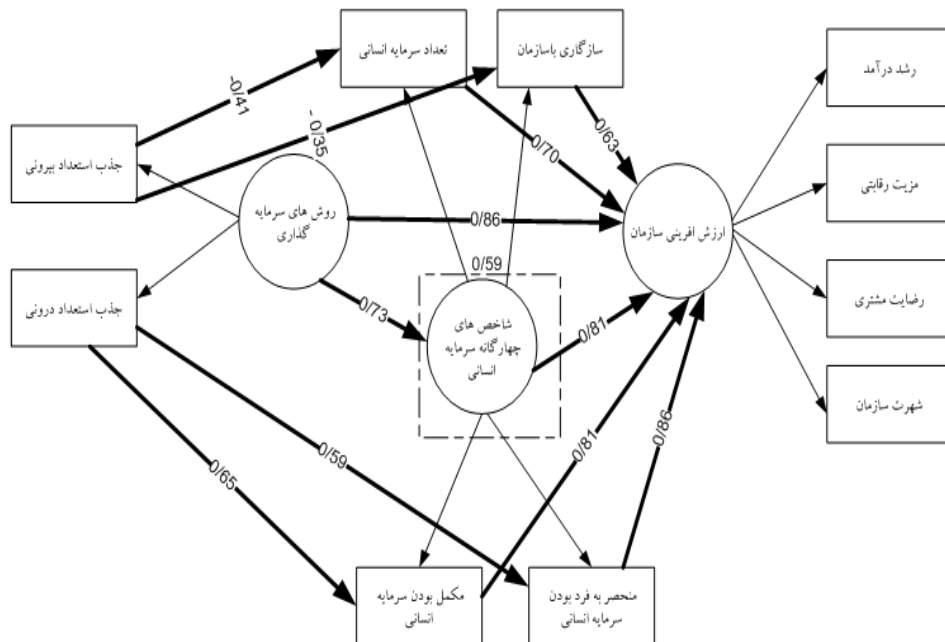 تعداد سرمایه انسانی
سازگاری باسازمان
رشد درآمد
-0/41
- 0/35
0/70
0/63
جذب استعداد بیرونی
روش های سرمایه
گذاری
0/86
ارزش افرینی سازمان
مزیت رقابتی
0/59
جذب استعداد درونی
0/73
شاخص های
چهارگانه سرمایه
انسانی
0/81
رضایت مشتری
شهرت سازمان
0/65
0/59
0/81
0/86
مکمل بودن سرمایه
انسانی
منحصر به فرد بودن
سرمایه انسانی